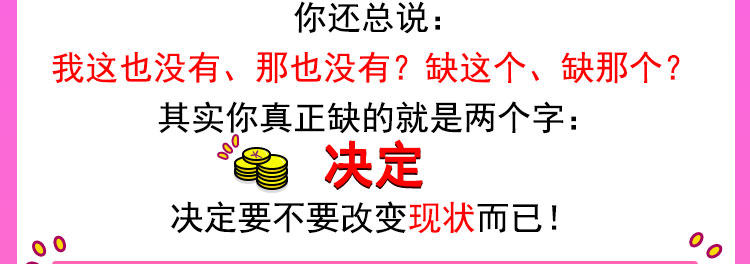 你还总说：
我这也没有、那也没有？缺这个、缺那个？
其实你真正缺的就是两个字：
决定
决定要不要改变现状而已！